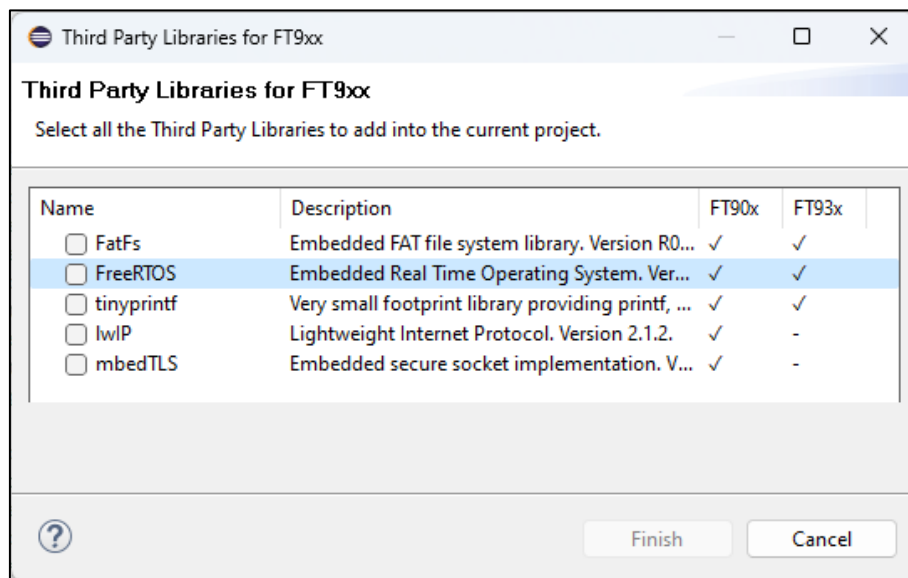 Third Party Libraries for FT9xx
Third Party Libraries for FT9xx
Select all the Third Party Libraries to add into the current project.
Name Description FT90x FT93x
FatFs Embedded FAT file system library. Version R0... ✓ ✓
FreeRTOS Embedded Real Time Operating System. Ver... ✓ ✓
tinyprintf Very small footprint library providing printf, ... ✓ ✓
lwIP Lightweight Internet Protocol. Version 2.1.2. ✓ -
mbedTLS Embedded secure socket implementation. V... ✓ -
? Finish Cancel